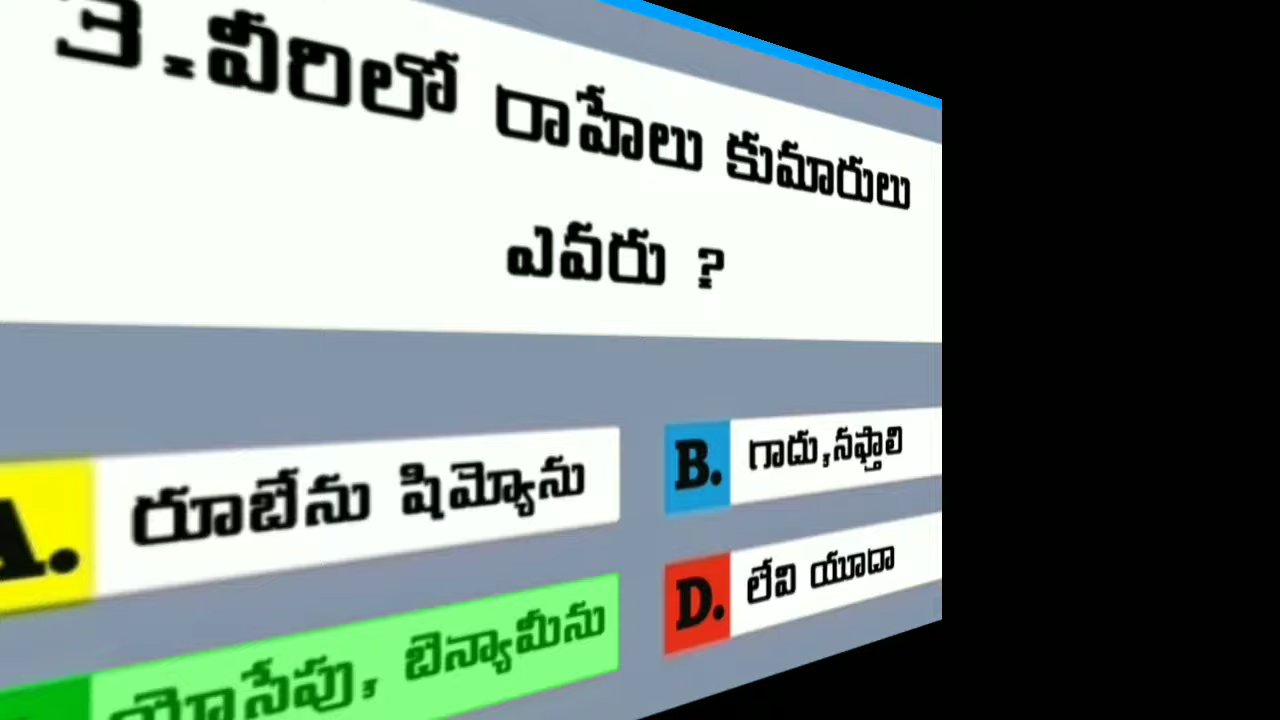 3.వీరిలో రాహేలు కుమారులు
ఎవరు ?
A. రూబేను షిమ్యోను
B. గాదు,నఫ్తాలి
యోసేపు, బెన్యామీను
D. లేవి యూదా